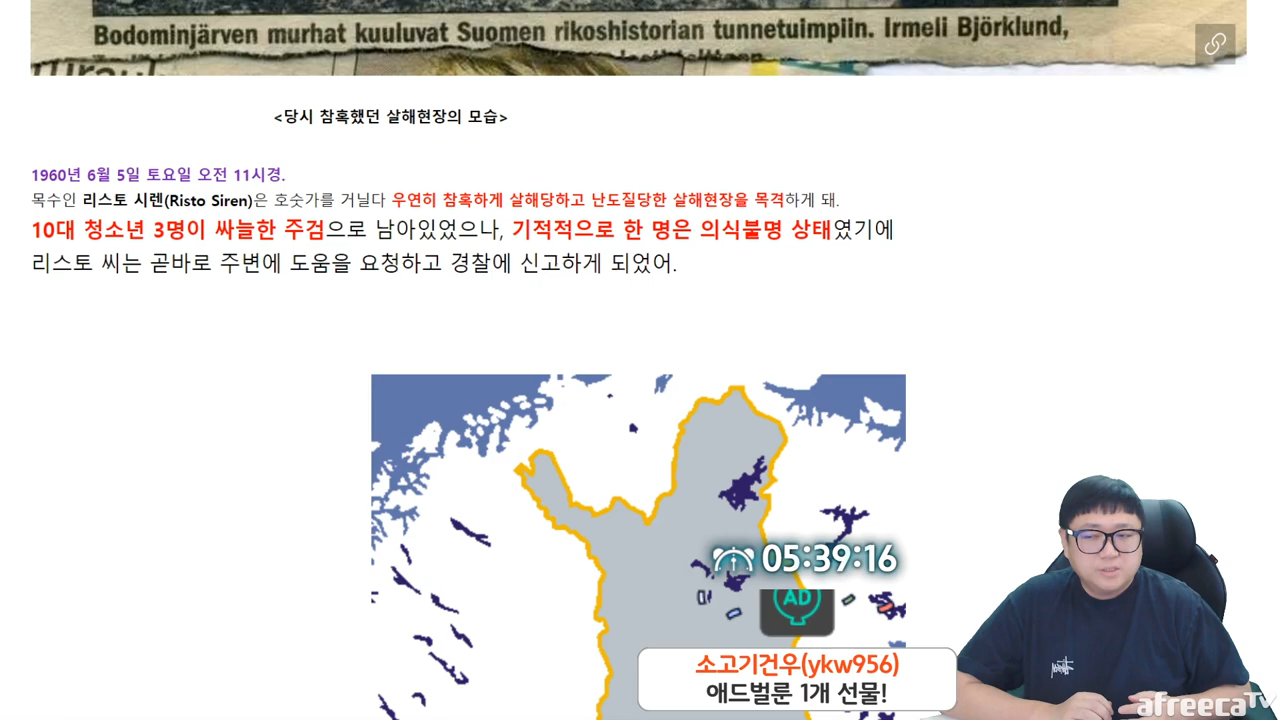 Bodominjärven murhat kuuluvat Suomen rikoshistorian tunnetuimpiin. Irmeli Björklund,
<당시 참혹했던 살해현장의 모습>
1960년 6월 5일 토요일 오전 11시경.
목수인 리스토 시렌(Risto Siren)은 호숫가를 거닐다 우연히 참혹하게 살해당하고 난도질당한 살해현장을 목격하게 돼.
10대 청소년 3명이 싸늘한 주검으로 남아있었으나, 기적적으로 한 명은 의식불명 상태였기에
리스토 씨는 곧바로 주변에 도움을 요청하고 경찰에 신고하게 되었어.
05:39:16
AD
소고기건우(ykw956)
애드벌룬 1개 선물!
afreecaTV